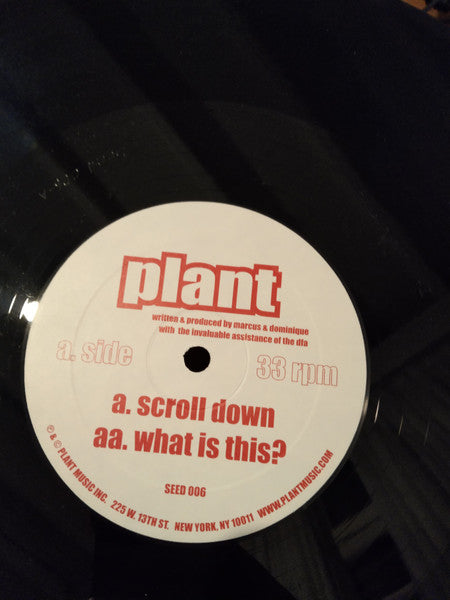 plant
written & produced by marcus & dominique
with the invaluable assistance of the dfa
a. side
33 rpm
a. scroll down
aa. what is this?
SEED 006
℗ & © PLANT MUSIC INC. 225 W. 13TH ST. NEW YORK. NY 10011 WWW.PLANTMUSIC.COM